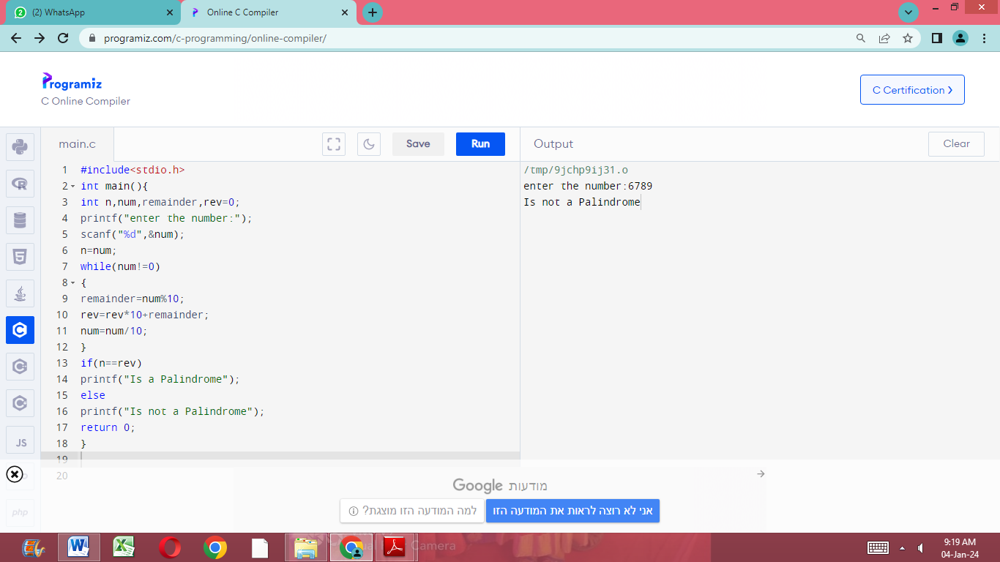 (2) WhatsApp
Online C Compiler
programiz.com/c-programming/online-compiler/
Programiz
C Online Compiler
C Certification
main.c
Save
Run
Output
Clear
1 #include<stdio.h>
2 int main(){
3 int n,num,remainder,rev=0;
4 printf("enter the number:");
5 scanf("%d",&num);
6 n=num;
7 while(num!=0)
8 {
9 remainder=num%10;
10 rev=rev*10+remainder;
11 num=num/10;
12 }
13 if(n==rev)
14 printf("Is a Palindrome");
15 else
16 printf("Is not a Palindrome");
17 return 0;
18 }
19
20
/tmp/9jchp9ij31.o
enter the number:6789
Is not a Palindrome
JS
php
מודעות Google
אני לא רוצה לראות את המודעה הזו
למה המודעה הזו מוצגת?
Camera
9:19 AM
04-Jan-24